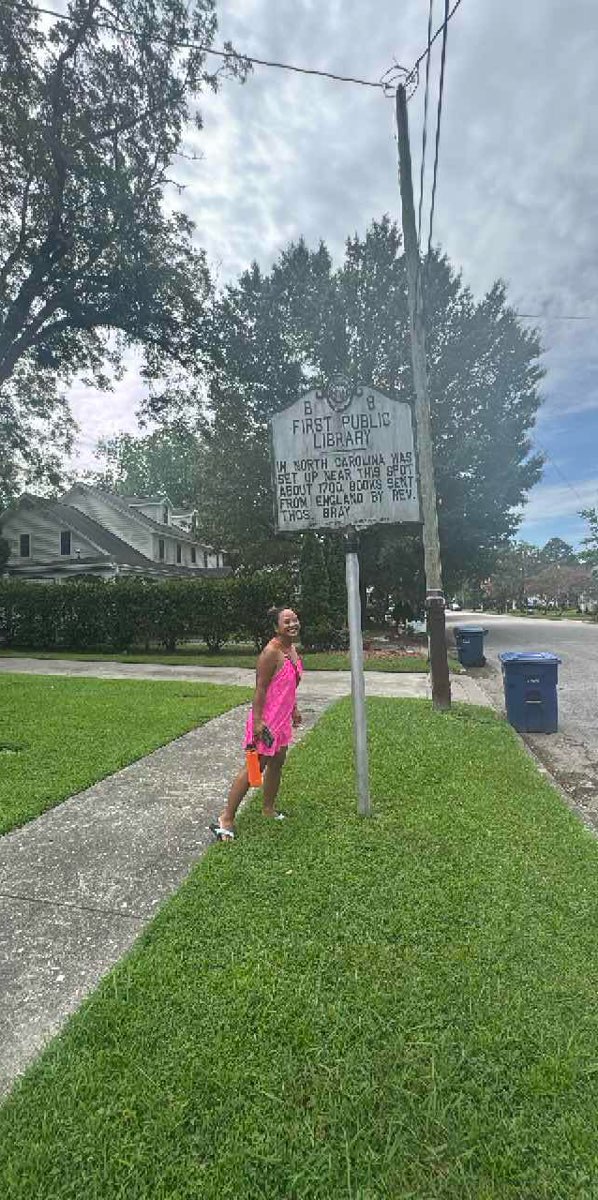 B 8
FIRST PUBLIC
LIBRARY
IN NORTH CAROLINA WAS
SET UP NEAR THIS SPOT
ABOUT 1700. BOOKS SENT
FROM ENGLAND BY REV.
THOS. BRAY